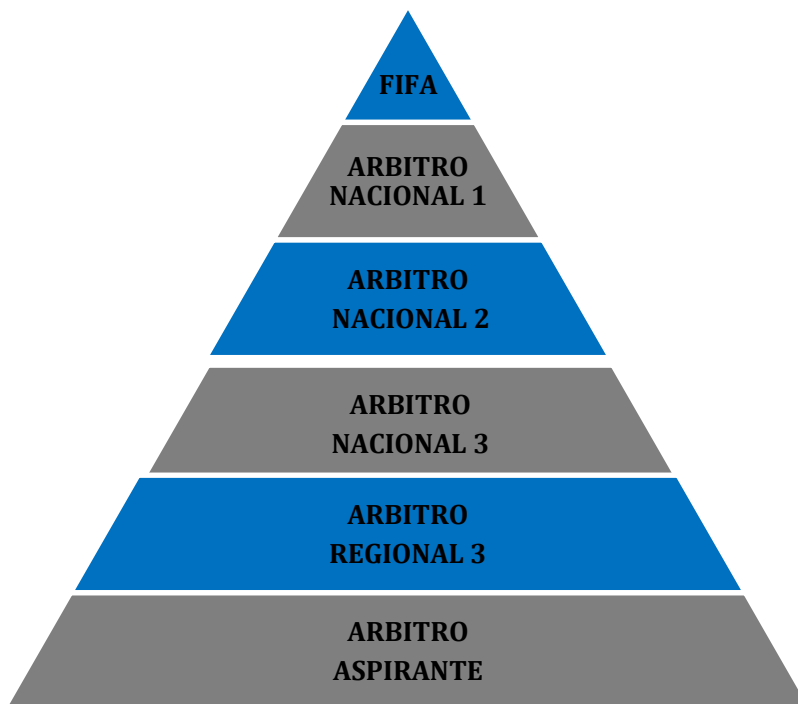 FIFA
ARBITRO
NACIONAL 1
ARBITRO
NACIONAL 2
ARBITRO
NACIONAL 3
ARBITRO
REGIONAL 3
ARBITRO
ASPIRANTE